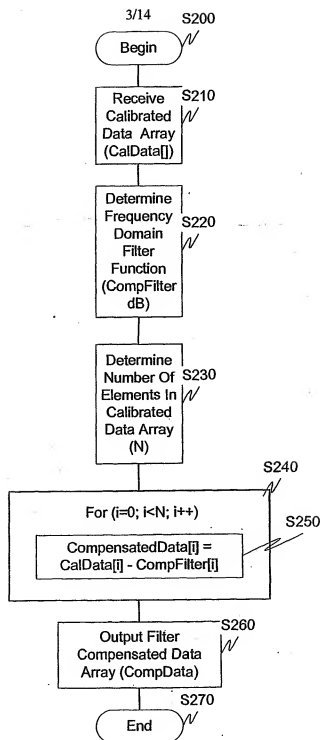 3/14
S200
Begin
S210
Receive
Calibrated
Data Array
(CalData[])
Determine
Frequency
Domain
Filter
Function
(CompFilter
dB)
S220
Determine
Number Of
Elements In
Calibrated
Data Array
(N)
S230
S240
For (i=0; i<N; i++)
S250
CompensatedData[i] =
CalData[i] - CompFilter[i]
S260
Output Filter
Compensated Data
Array (CompData)
S270
End